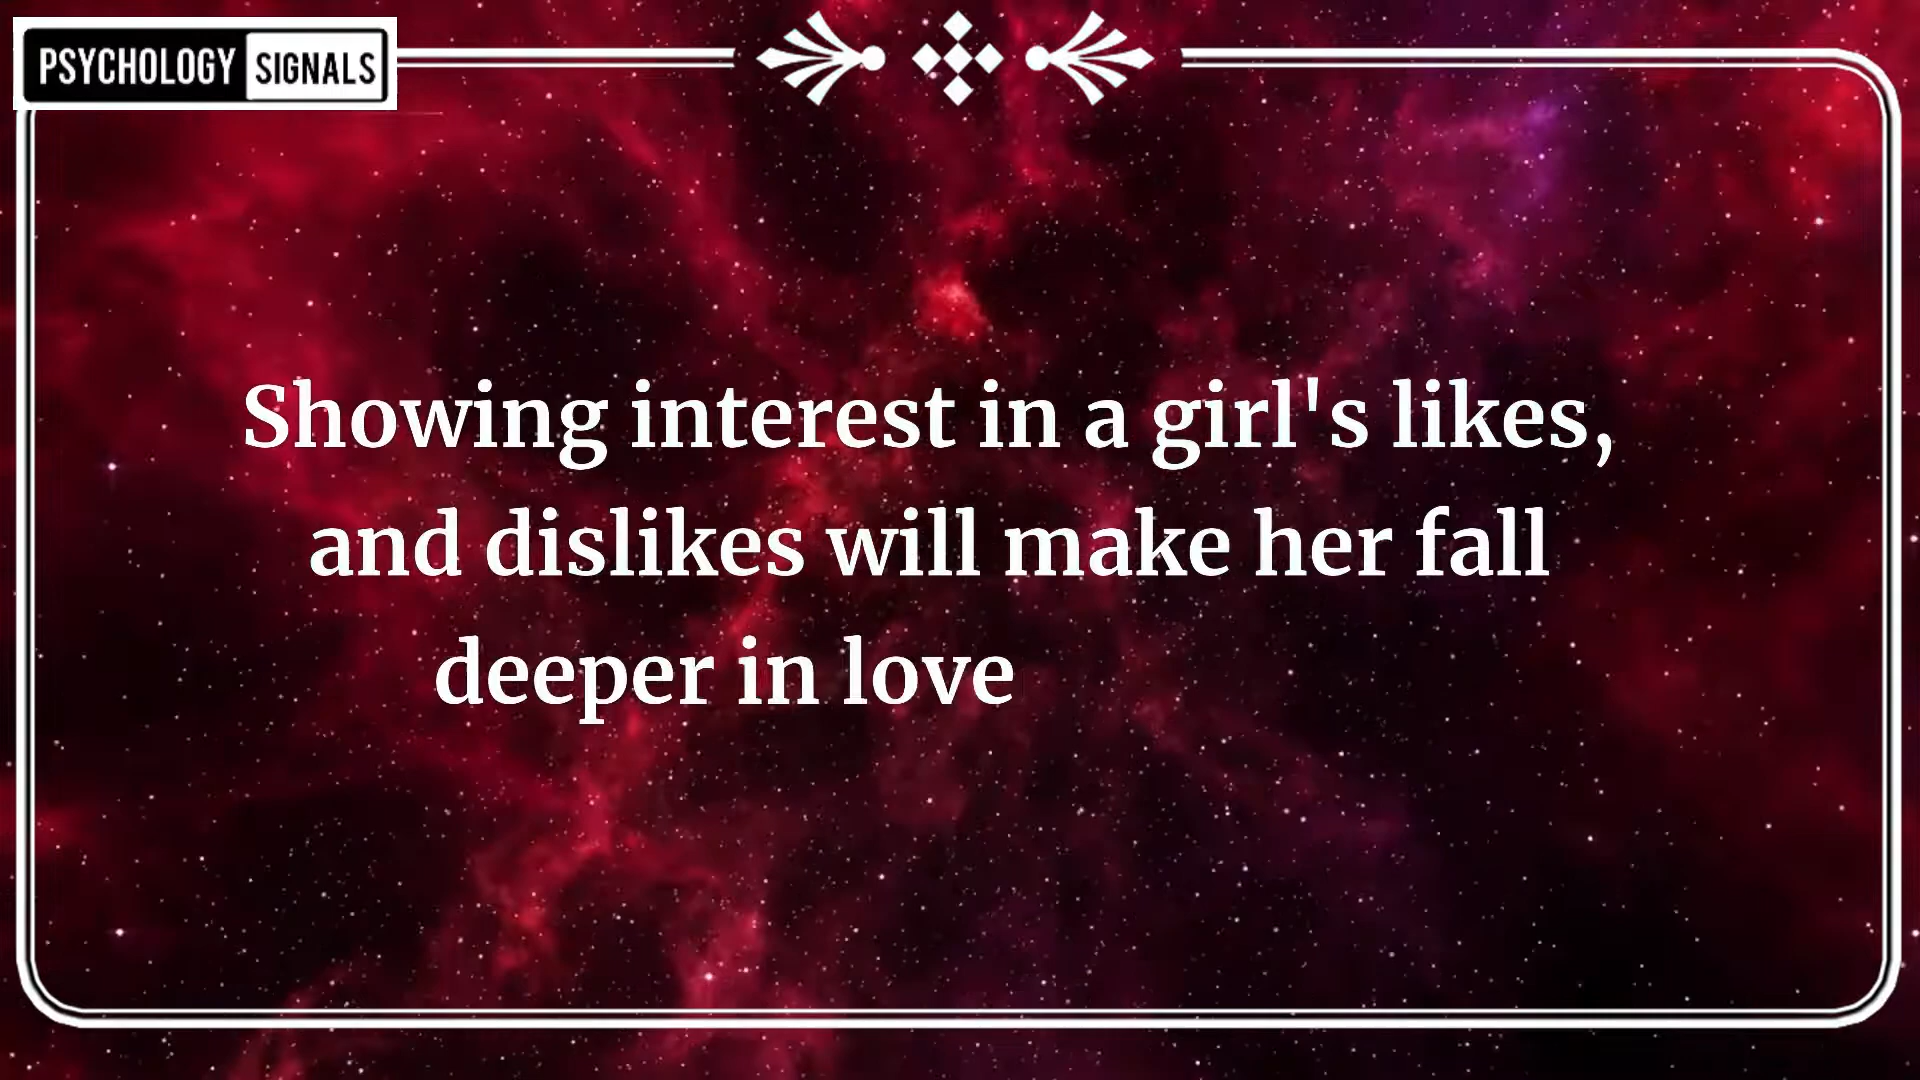 PSYCHOLOGY SIGNALS
Showing interest in a girl's likes,
and dislikes will make her fall
deeper in love